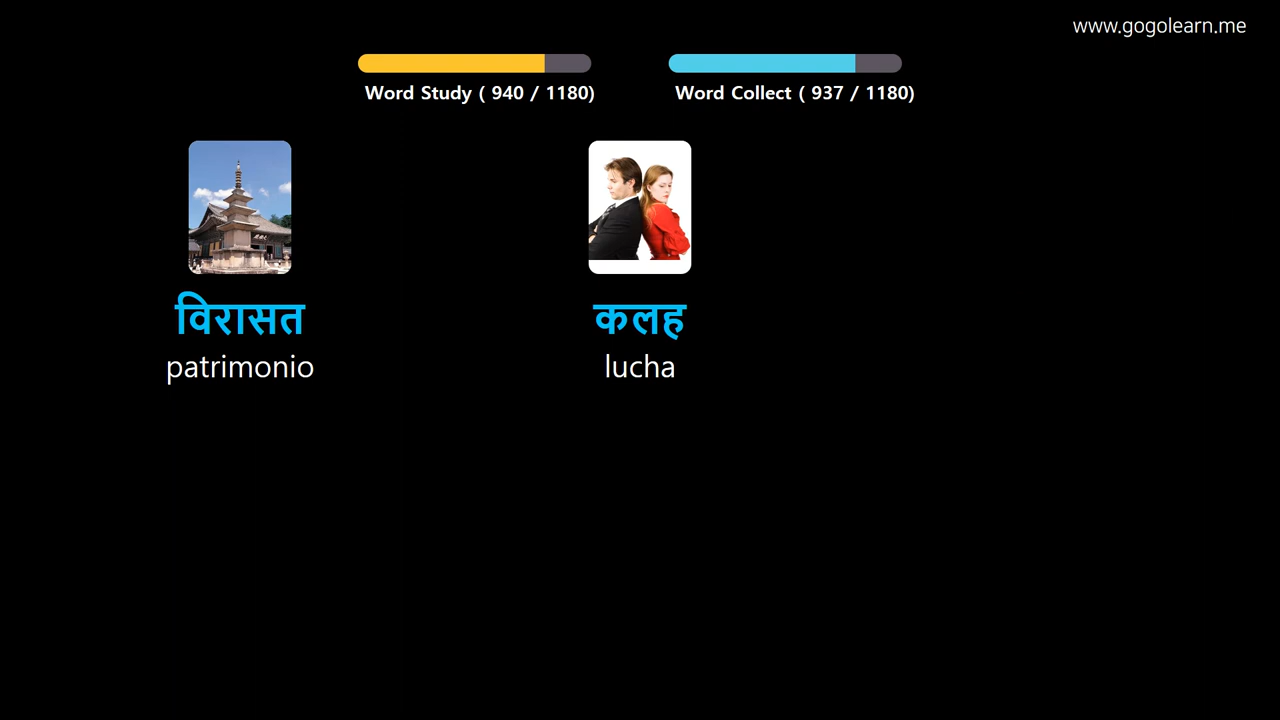 www.gogolearn.me
Word Study ( 940 / 1180)
Word Collect ( 937 / 1180)
विरासत
patrimonio
कलह
lucha